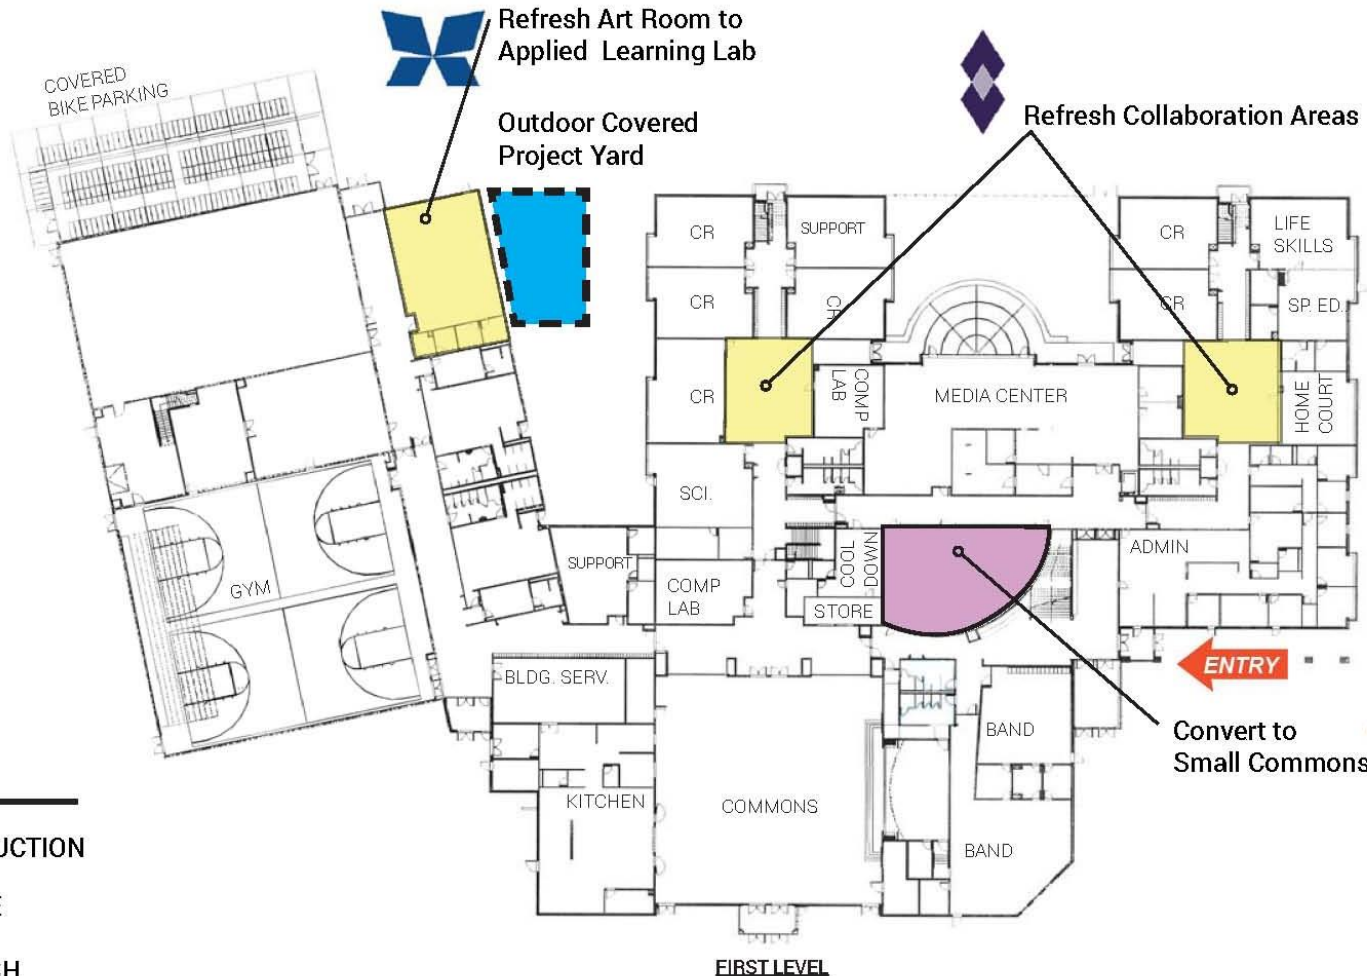 Refresh Art Room to
Applied Learning Lab
COVERED
BIKE PARKING
Outdoor Covered
Project Yard
Refresh Collaboration Areas
CR
SUPPORT
CR
LIFE
SKILLS
CR
CR
CR
SP. ED.
CR
COMP
LAB
MEDIA CENTER
HOME
COURT
SCI.
GYM
SUPPORT
COMP
LAB
COOL
DOWN
STORE
ADMIN
ENTRY
BLDG. SERV.
BAND
Convert to
Small Commons
KITCHEN
COMMONS
BAND
UCTION
E
SH
FIRST LEVEL